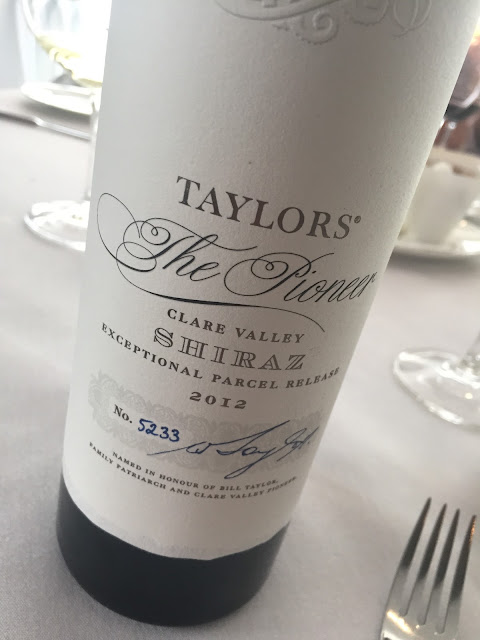 TAYLORS®
The Pioneer
CLARE VALLEY
SHIRAZ
EXCEPTIONAL PARCEL RELEASE
2012
No. 5233
W Taylor
NAMED IN HONOUR OF BILL TAYLOR,
FAMILY PATRIARCH AND CLARE VALLEY PIONEER.